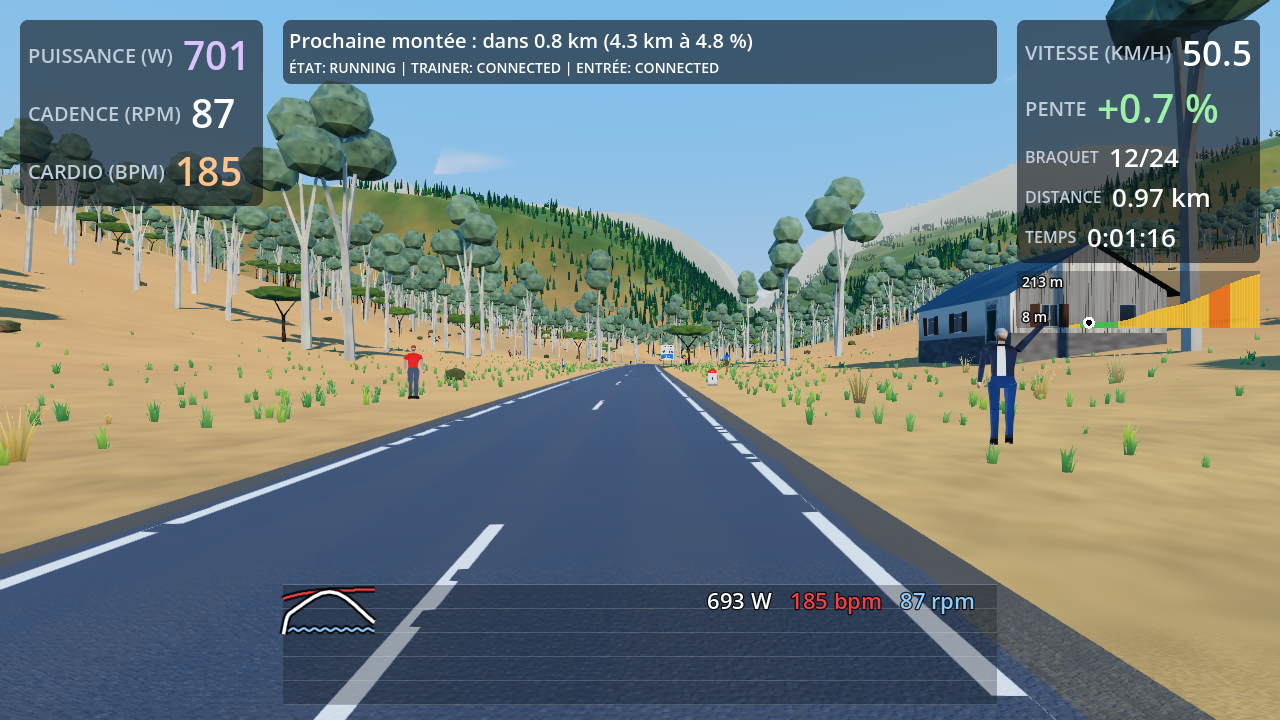 PUISSANCE (W) 701
CADENCE (RPM) 87
CARDIO (BPM) 185
Prochaine montée : dans 0.8 km (4.3 km à 4.8 %)
ÉTAT: RUNNING | TRAINER: CONNECTED | ENTRÉE: CONNECTED
VITESSE (KM/H) 50.5
PENTE +0.7 %
BRAQUET 12/24
DISTANCE 0.97 km
TEMPS 0:01:16
213 m
8 m
693 W 185 bpm 87 rpm